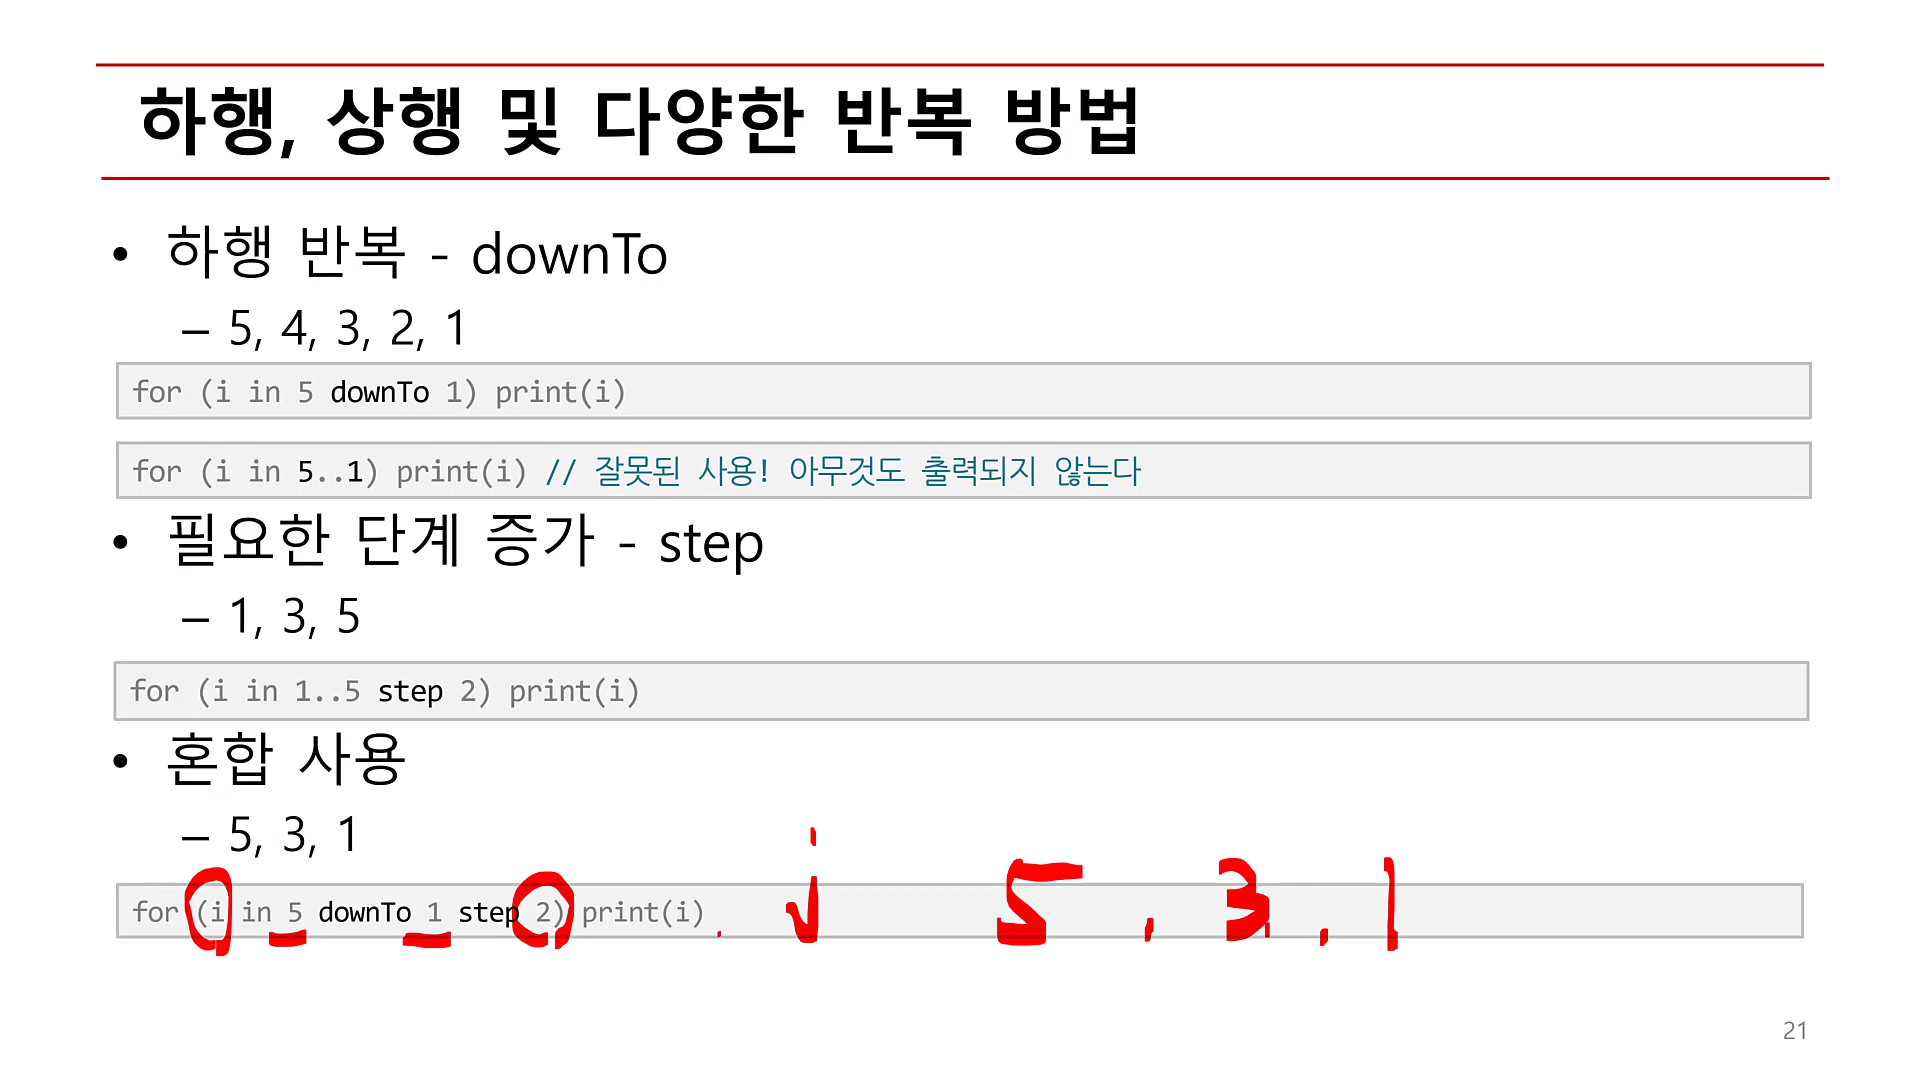 하행, 상행 및 다양한 반복 방법
• 하행 반복 - downTo
– 5, 4, 3, 2, 1
for (i in 5 downTo 1) print(i)
for (i in 5..1) print(i) // 잘못된 사용! 아무것도 출력되지 않는다
• 필요한 단계 증가 - step
– 1, 3, 5
for (i in 1..5 step 2) print(i)
• 혼합 사용
– 5, 3, 1
for (i in 5 downTo 1 step 2) print(i) i 5 , 3 , 1
21